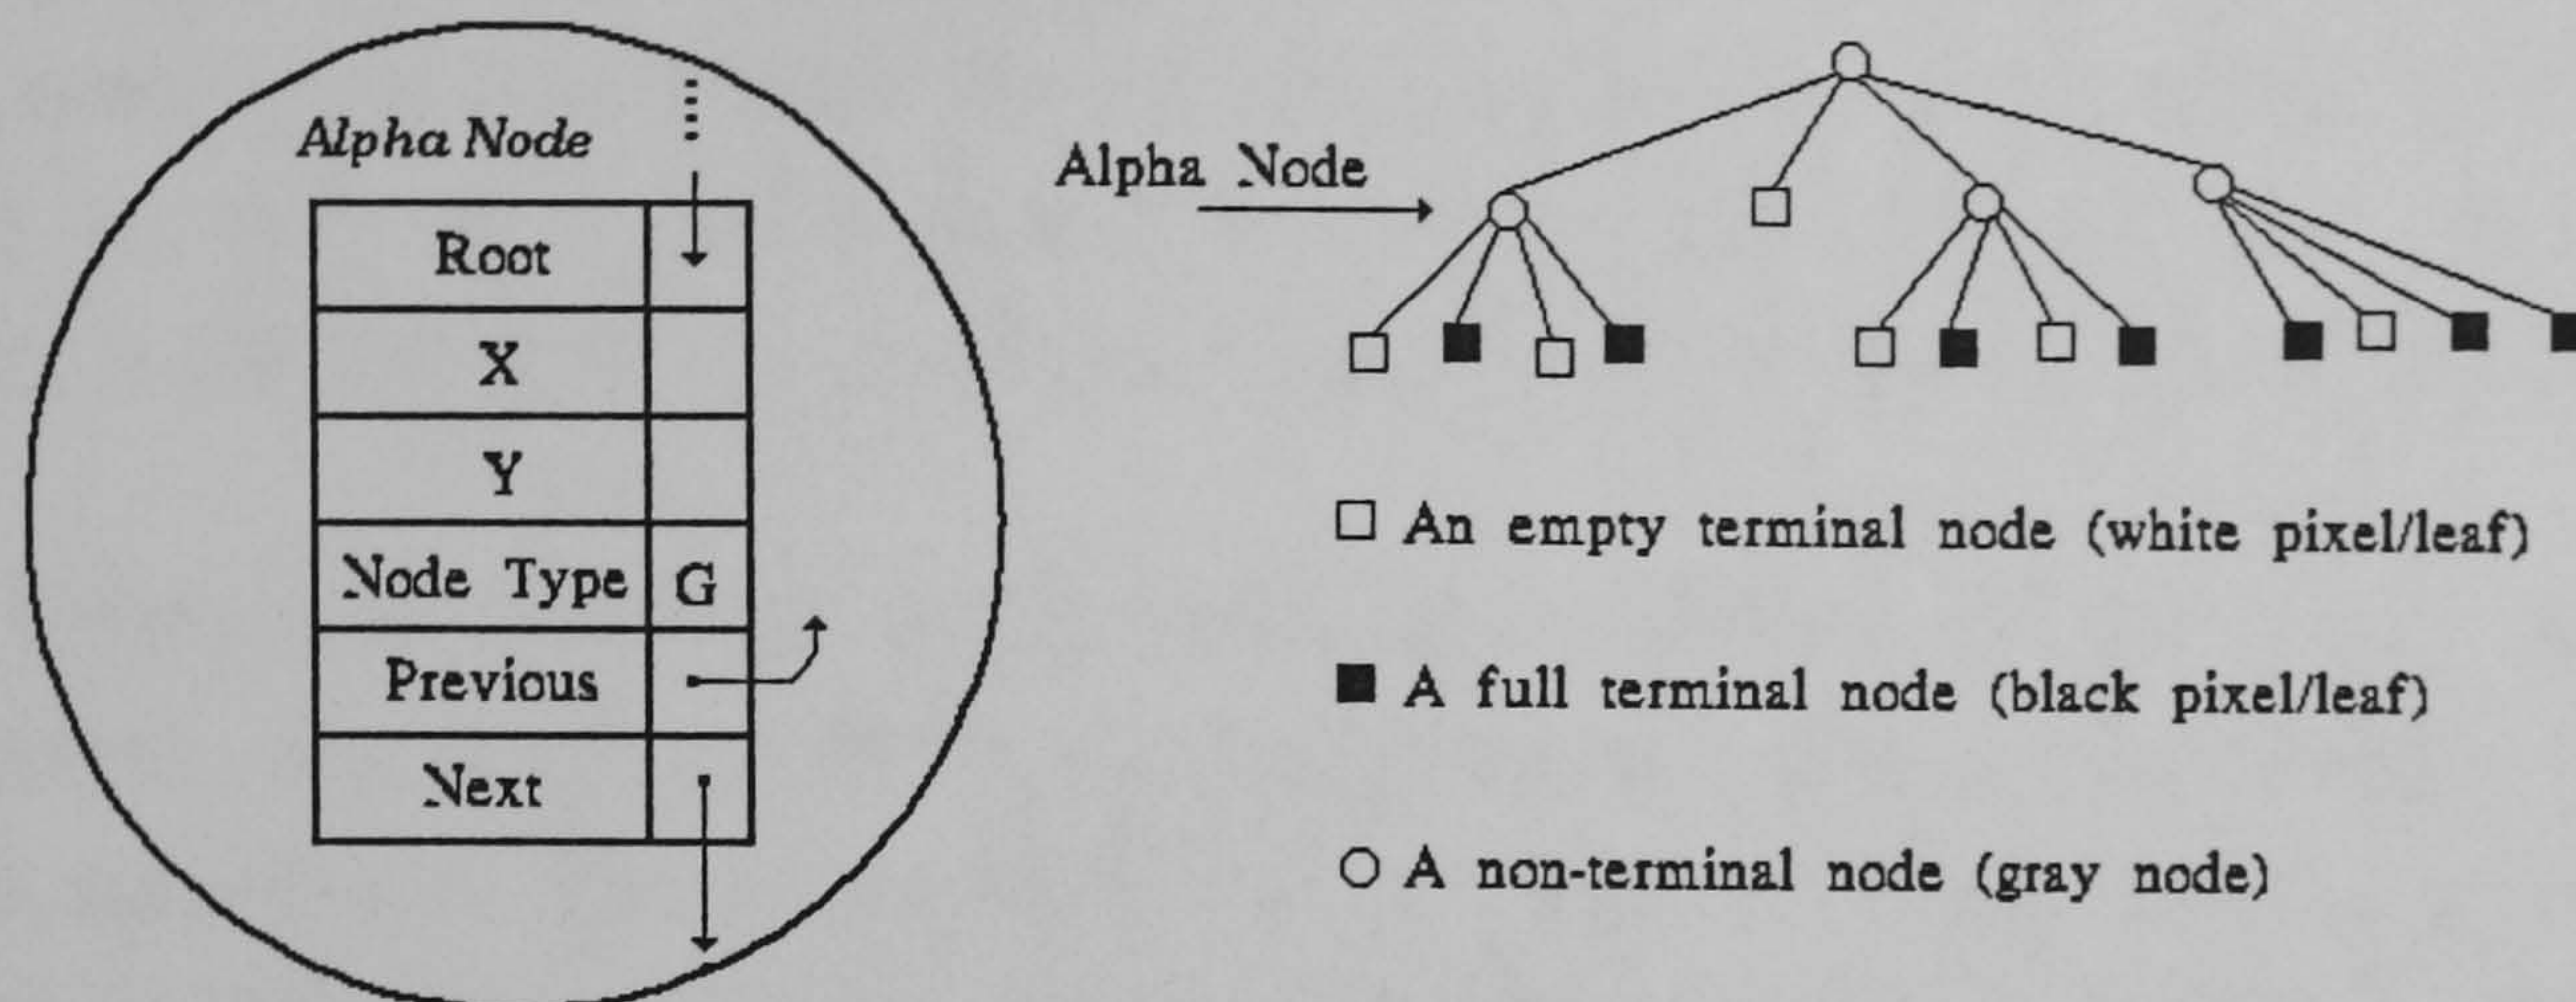 Alpha Node
Root
X
Y
Node Type G
Previous
Next
Alpha Node
An empty terminal node (white pixel/leaf)
A full terminal node (black pixel/leaf)
A non-terminal node (gray node)